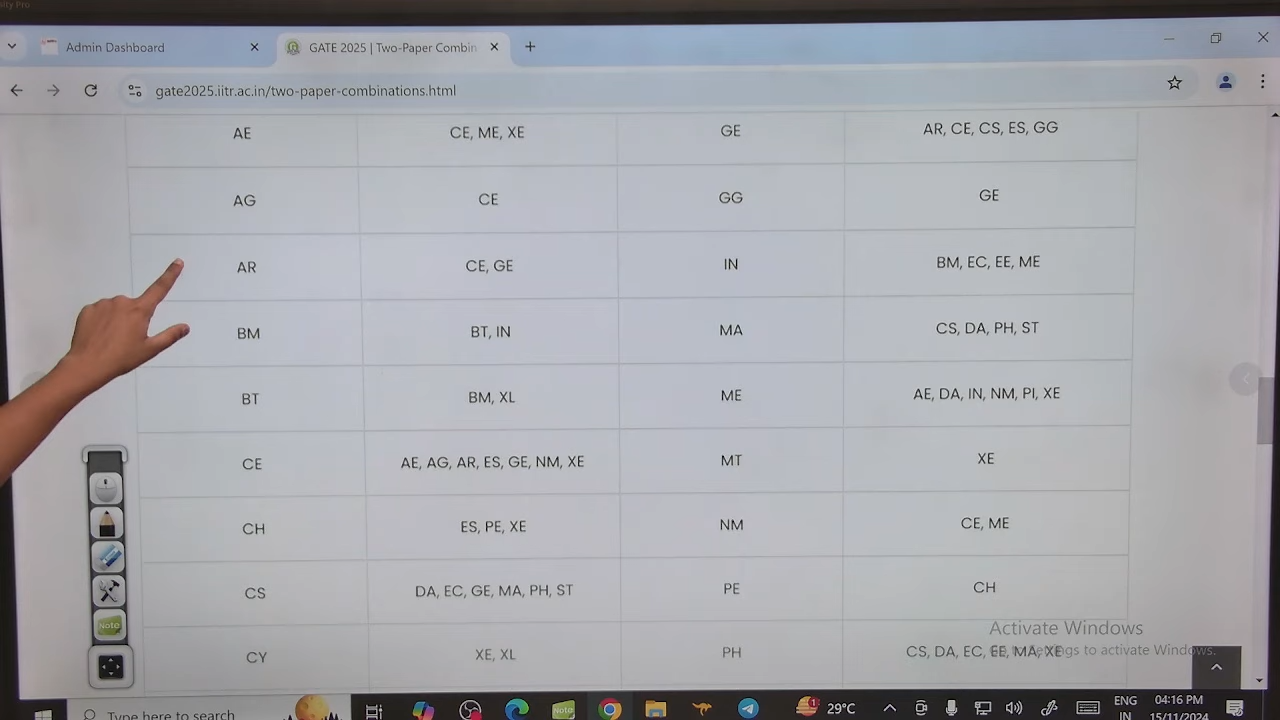 Admin Dashboard
GATE 2025 | Two-Paper Combin
gate2025.iitr.ac.in/two-paper-combinations.html
AE CE, ME, XE GE AR, CE, CS, ES, GG
AG CE GG GE
AR CE, GE IN BM, EC, EE, ME
BM BT, IN MA CS, DA, PH, ST
BT BM, XL ME AE, DA, IN, NM, PI, XE
CE AE, AG, AR, ES, GE, NM, XE MT XE
CH ES, PE, XE NM CE, ME
CS DA, EC, GE, MA, PH, ST PE CH
CY XE, XL PH CS, DA, EC, EE, MA, XE
Note
Activate Windows
to activate Windows.
Type here to search
Note
1
29°C
ENG
IN
04:16 PM
15/11/2024